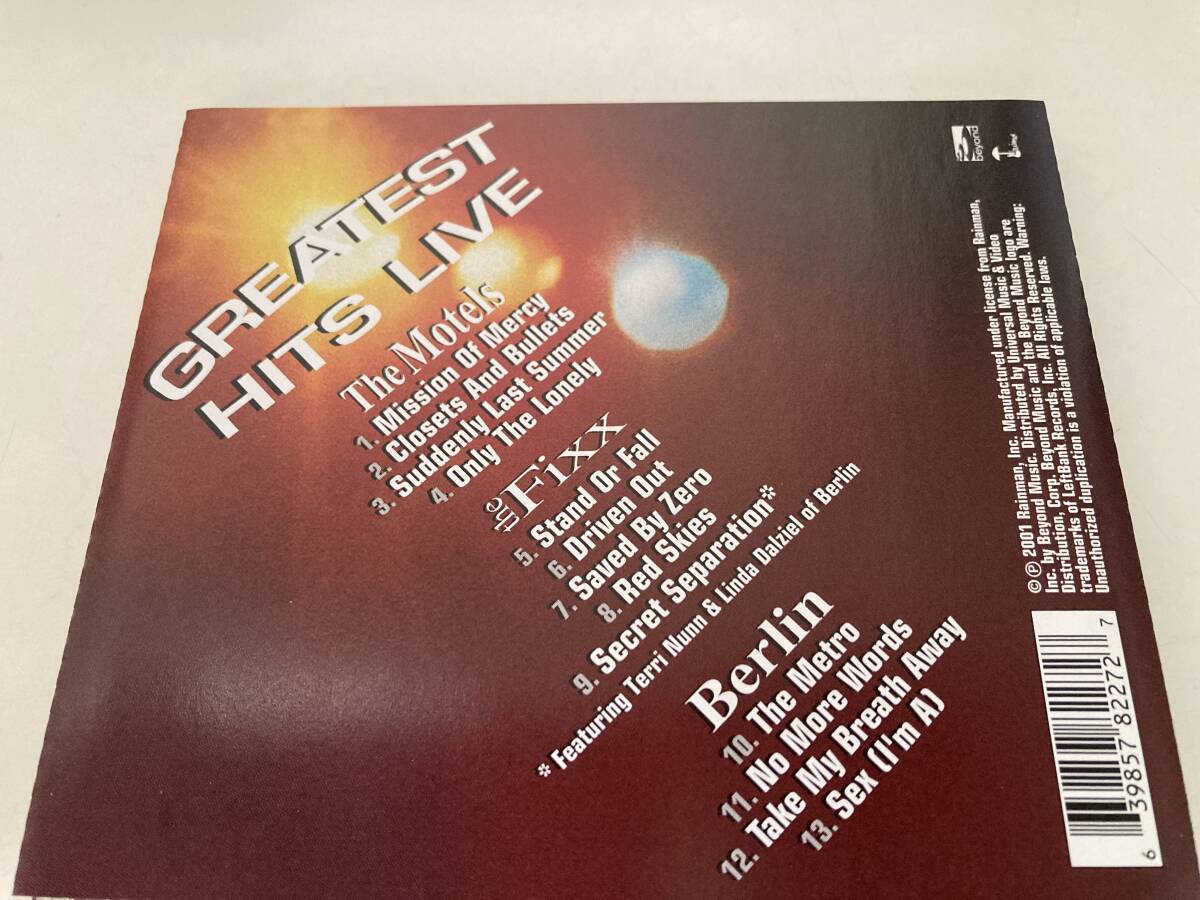 GREATEST
HITS LIVE
The Motels
1. Mission Of Mercy
2. Closets And Bullets
3. Suddenly Last Summer
4. Only The Lonely
the Fixx
5. Stand Or Fall
6. Driven Out
7. Saved By Zero
8. Red Skies
9. Secret Separation*
* Featuring Terri Nunn & Linda Dalziel of Berlin
Berlin
10. The Metro
11. No More Words
12. Take My Breath Away
13. Sex (I'm A)
beyond
© ℗ 2001 Rainman, Inc. Manufactured under license from Rainman,
Inc. by Beyond Music. Distributed by Universal Music & Video
Distribution, Corp. Beyond Music and the Beyond Music logo are
trademarks of LeftBank Records, Inc. All Rights Reserved. Warning:
Unauthorized duplication is a violation of applicable laws.
6 39857 82272 7